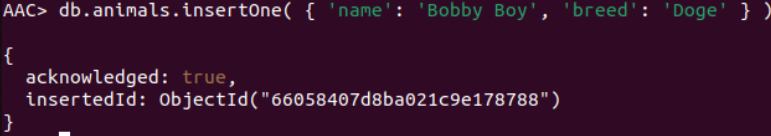 AAC> db.animals.insertOne( { 'name': 'Bobby Boy', 'breed': 'Doge' } )
{
  acknowledged: true,
  insertedId: ObjectId("66058407d8ba021c9e178788")
}